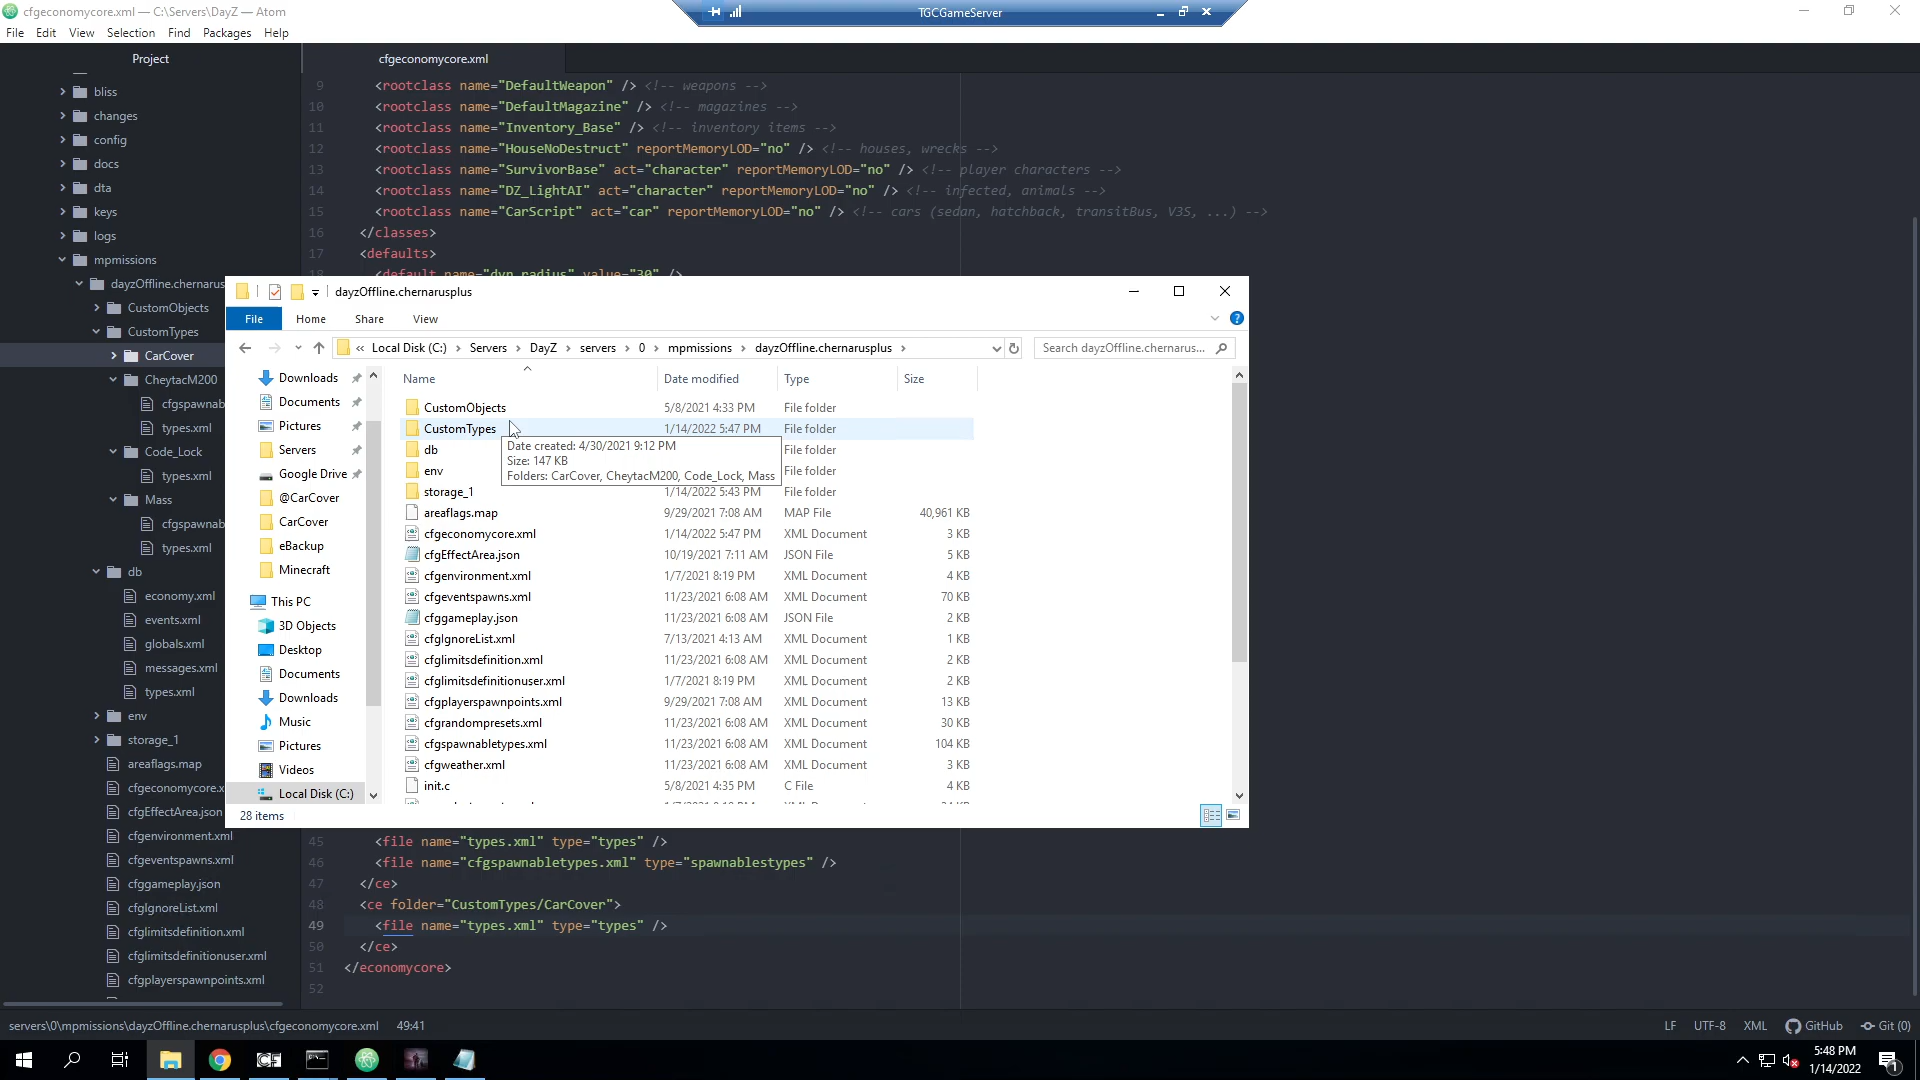 cfgeconomycore.xml — C:\Servers\DayZ — Atom
TGCGameServer
File Edit View Selection Find Packages Help
Project
cfgeconomycore.xml
bliss
changes
config
docs
dta
keys
logs
mpmissions
dayzOffline.chernarus
CustomObjects
CustomTypes
CarCover
CheytacM200
cfgspawnab
types.xml
Code_Lock
types.xml
Mass
cfgspawnab
types.xml
db
economy.xml
events.xml
globals.xml
messages.xml
types.xml
env
storage_1
areaflags.map
cfgeconomycore.x
cfgEffectArea.json
cfgenvironment.xml
cfgeventspawns.xml
cfggameplay.json
cfgIgnoreList.xml
cfglimitsdefinition.xml
cfglimitsdefinitionuser.xml
cfgplayerspawnpoints.xml
9 <rootclass name="DefaultWeapon" /> <!-- weapons -->
10 <rootclass name="DefaultMagazine" /> <!-- magazines -->
11 <rootclass name="Inventory_Base" /> <!-- inventory items -->
12 <rootclass name="HouseNoDestruct" reportMemoryLOD="no" /> <!-- houses, wrecks -->
13 <rootclass name="SurvivorBase" act="character" reportMemoryLOD="no" /> <!-- player characters -->
14 <rootclass name="DZ_LightAI" act="character" reportMemoryLOD="no" /> <!-- infected, animals -->
15 <rootclass name="CarScript" act="car" reportMemoryLOD="no" /> <!-- cars (sedan, hatchback, transitBus, V3S, ...) -->
16 </classes>
17 <defaults>
18 <default name="dyn_radius" value="30" />
dayzOffline.chernarusplus
File Home Share View
« Local Disk (C:) > Servers > DayZ > servers > 0 > mpmissions > dayzOffline.chernarusplus >
Search dayzOffline.chernarus...
Downloads
Documents
Pictures
Servers
Google Drive
@CarCover
CarCover
eBackup
Minecraft
This PC
3D Objects
Desktop
Documents
Downloads
Music
Pictures
Videos
Local Disk (C:)
Name Date modified Type Size
CustomObjects 5/8/2021 4:33 PM File folder
CustomTypes 1/14/2022 5:47 PM File folder
db File folder
env File folder
storage_1 1/14/2022 5:43 PM File folder
Date created: 4/30/2021 9:12 PM
Size: 147 KB
Folders: CarCover, CheytacM200, Code_Lock, Mass
areaflags.map 9/29/2021 7:08 AM MAP File 40,961 KB
cfgeconomycore.xml 1/14/2022 5:47 PM XML Document 3 KB
cfgEffectArea.json 10/19/2021 7:11 AM JSON File 5 KB
cfgenvironment.xml 1/7/2021 8:19 PM XML Document 4 KB
cfgeventspawns.xml 11/23/2021 6:08 AM XML Document 70 KB
cfggameplay.json 11/23/2021 6:08 AM JSON File 2 KB
cfgIgnoreList.xml 7/13/2021 4:13 AM XML Document 1 KB
cfglimitsdefinition.xml 11/23/2021 6:08 AM XML Document 2 KB
cfglimitsdefinitionuser.xml 1/7/2021 8:19 PM XML Document 2 KB
cfgplayerspawnpoints.xml 9/29/2021 7:08 AM XML Document 13 KB
cfgrandompresets.xml 11/23/2021 6:08 AM XML Document 30 KB
cfgspawnabletypes.xml 11/23/2021 6:08 AM XML Document 104 KB
cfgweather.xml 11/23/2021 6:08 AM XML Document 3 KB
init.c 5/8/2021 4:35 PM C File 4 KB
28 items
45 <file name="types.xml" type="types" />
46 <file name="cfgspawnabletypes.xml" type="spawnablestypes" />
47 </ce>
48 <ce folder="CustomTypes/CarCover">
49 <file name="types.xml" type="types" />
50 </ce>
51 </economycore>
52
servers\0\mpmissions\dayzOffline.chernarusplus\cfgeconomycore.xml 49:41
LF UTF-8 XML GitHub Git (0)
CF
5:48 PM
1/14/2022
1